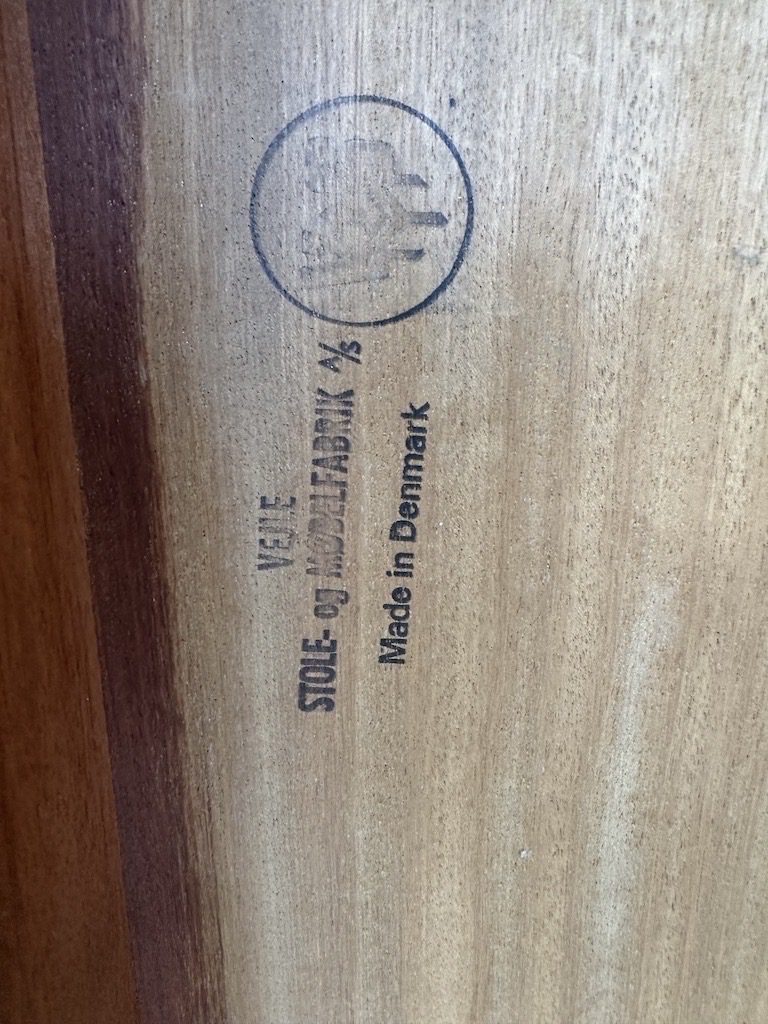 VEJLE
STOLE- og MØBELFABRIK A/S
Made in Denmark